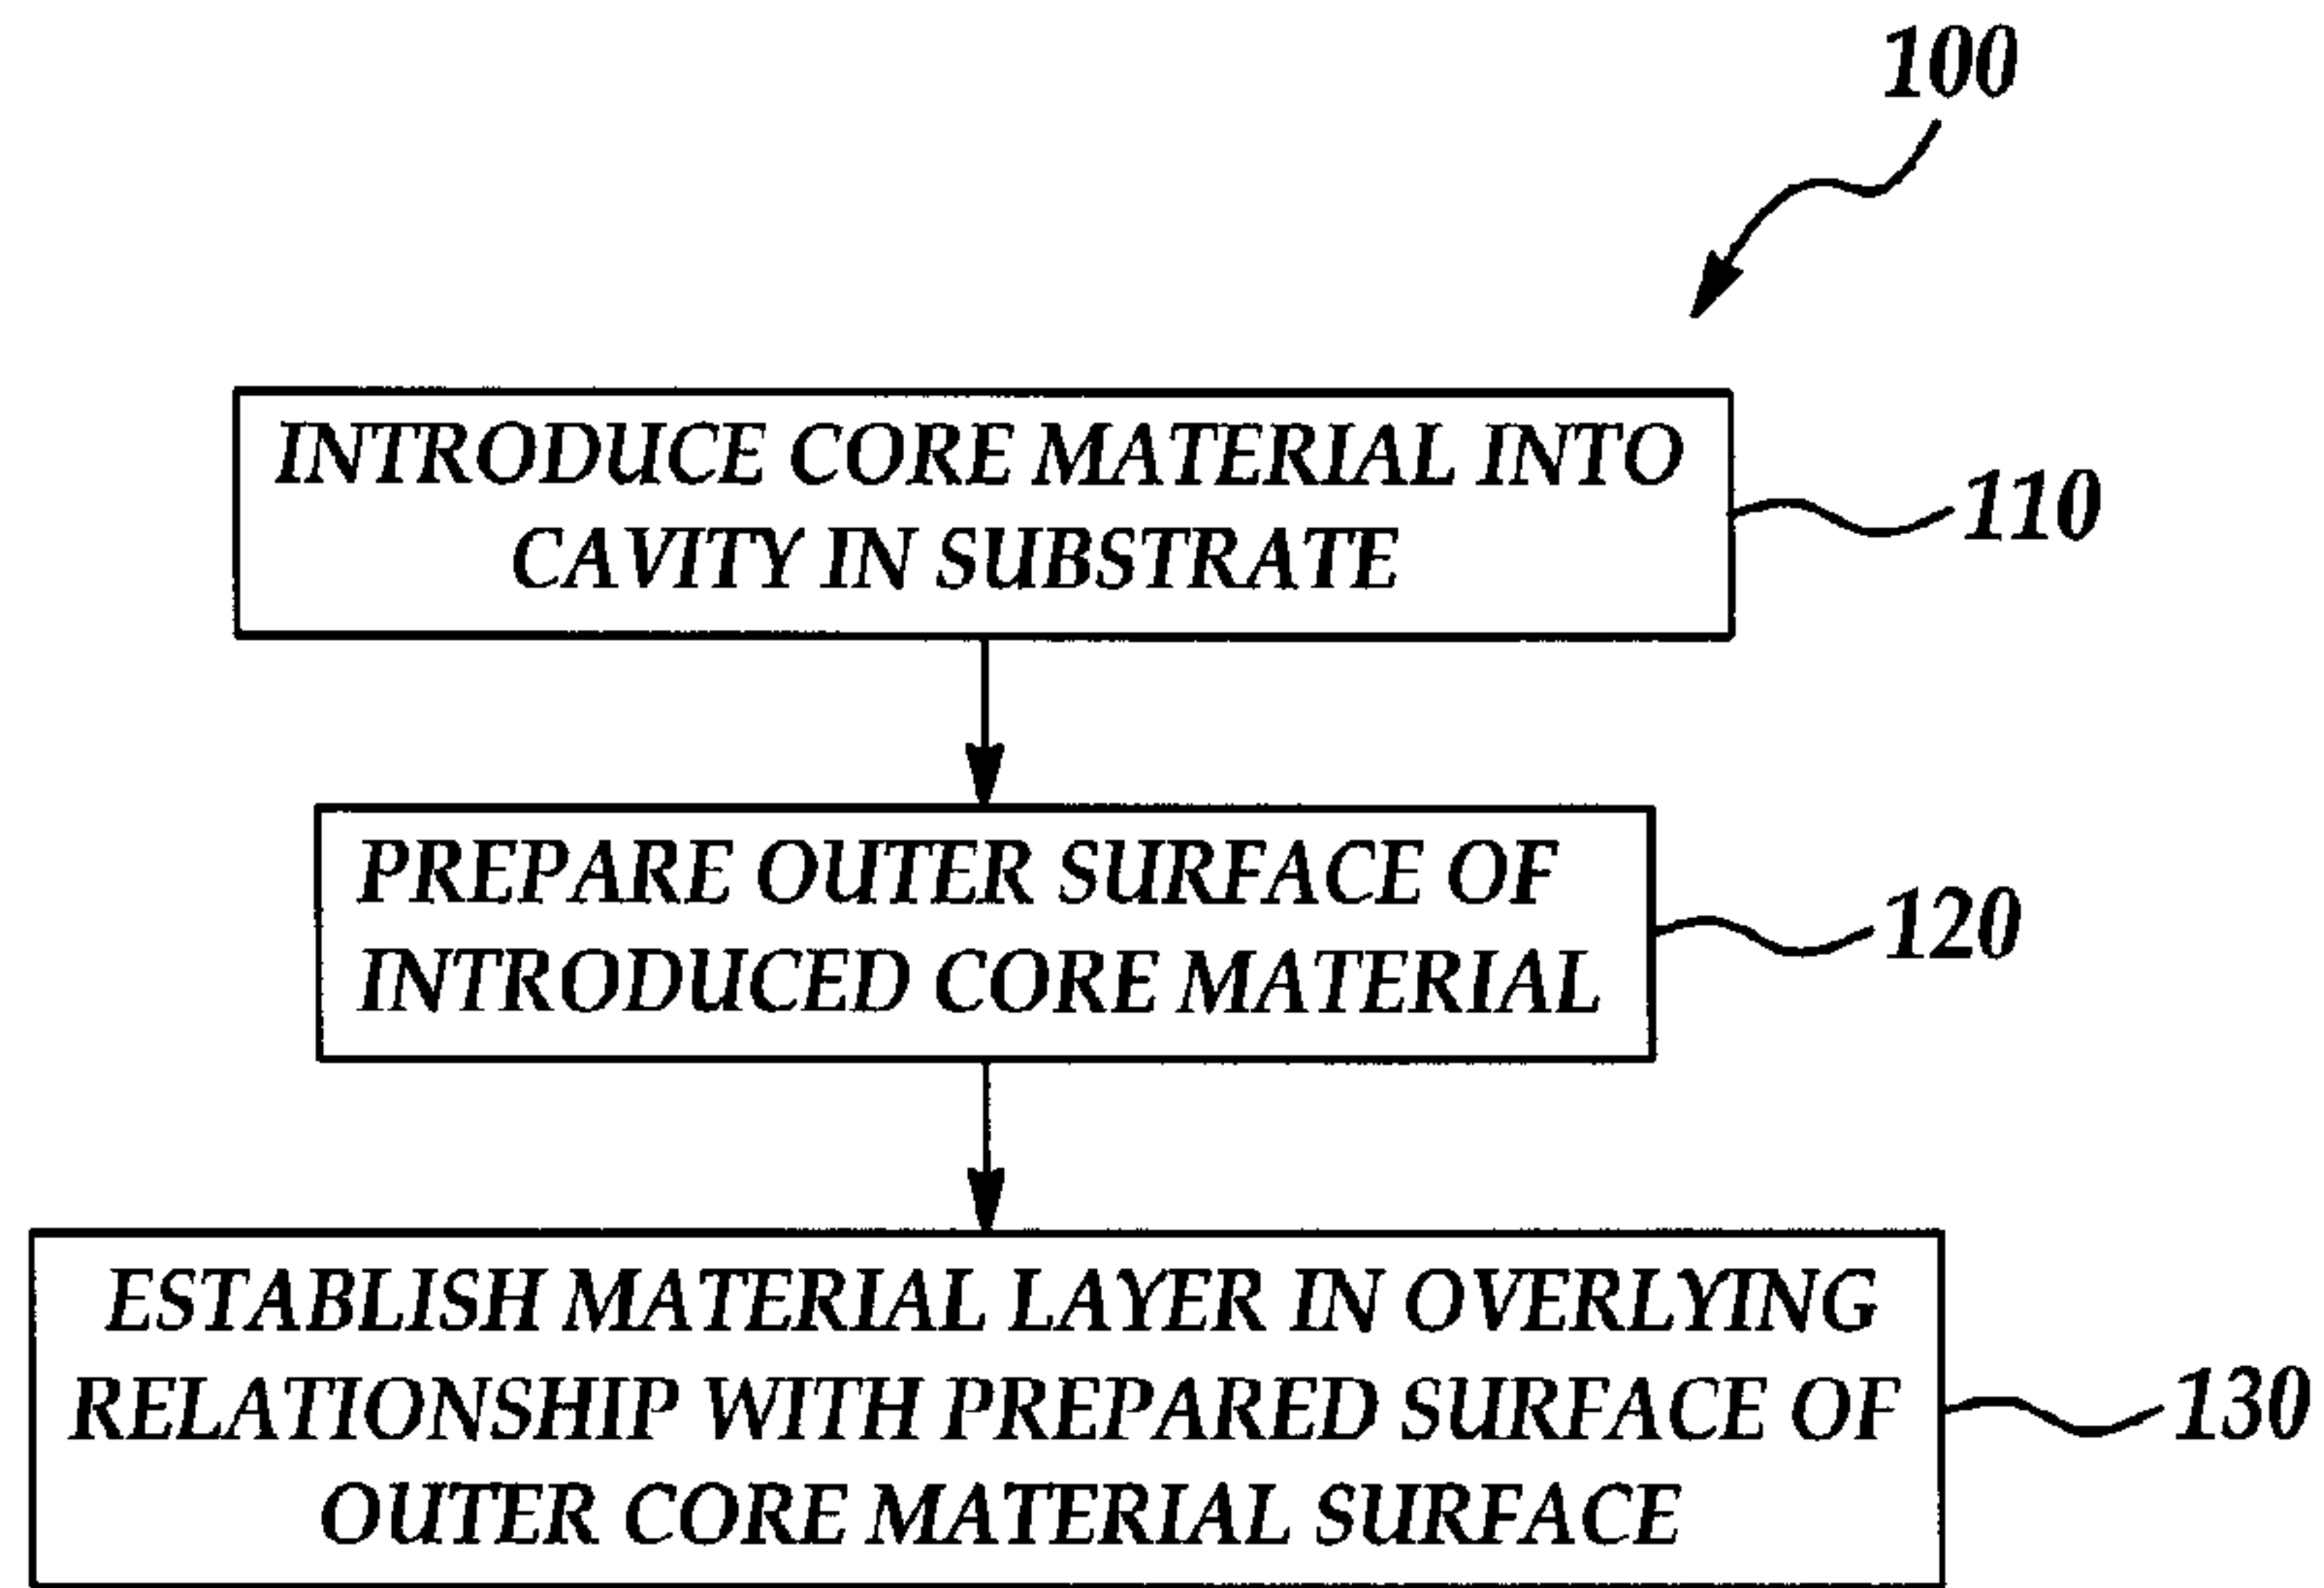 100
INTRODUCE CORE MATERIAL INTO
CAVITY IN SUBSTRATE
110
PREPARE OUTER SURFACE OF
INTRODUCED CORE MATERIAL
120
ESTABLISH MATERIAL LAYER IN OVERLYING
RELATIONSHIP WITH PREPARED SURFACE OF
OUTER CORE MATERIAL SURFACE
130